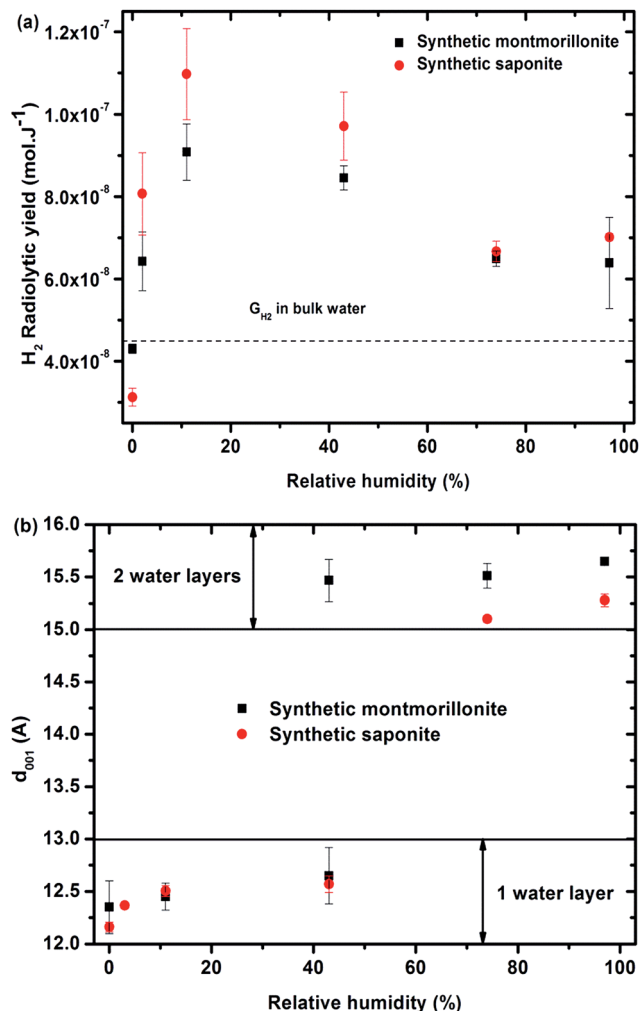 (a)
Synthetic montmorillonite
Synthetic saponite
H₂ Radiolytic yield (mol.J⁻¹)
1.2x10⁻⁷
1.0x10⁻⁷
8.0x10⁻⁸
6.0x10⁻⁸
4.0x10⁻⁸
G_H2 in bulk water
0 20 40 60 80 100
Relative humidity (%)
(b)
d₀₀₁ (A)
16.0
15.5
15.0
14.5
14.0
13.5
13.0
12.5
12.0
2 water layers
Synthetic montmorillonite
Synthetic saponite
1 water layer
0 20 40 60 80 100
Relative humidity (%)